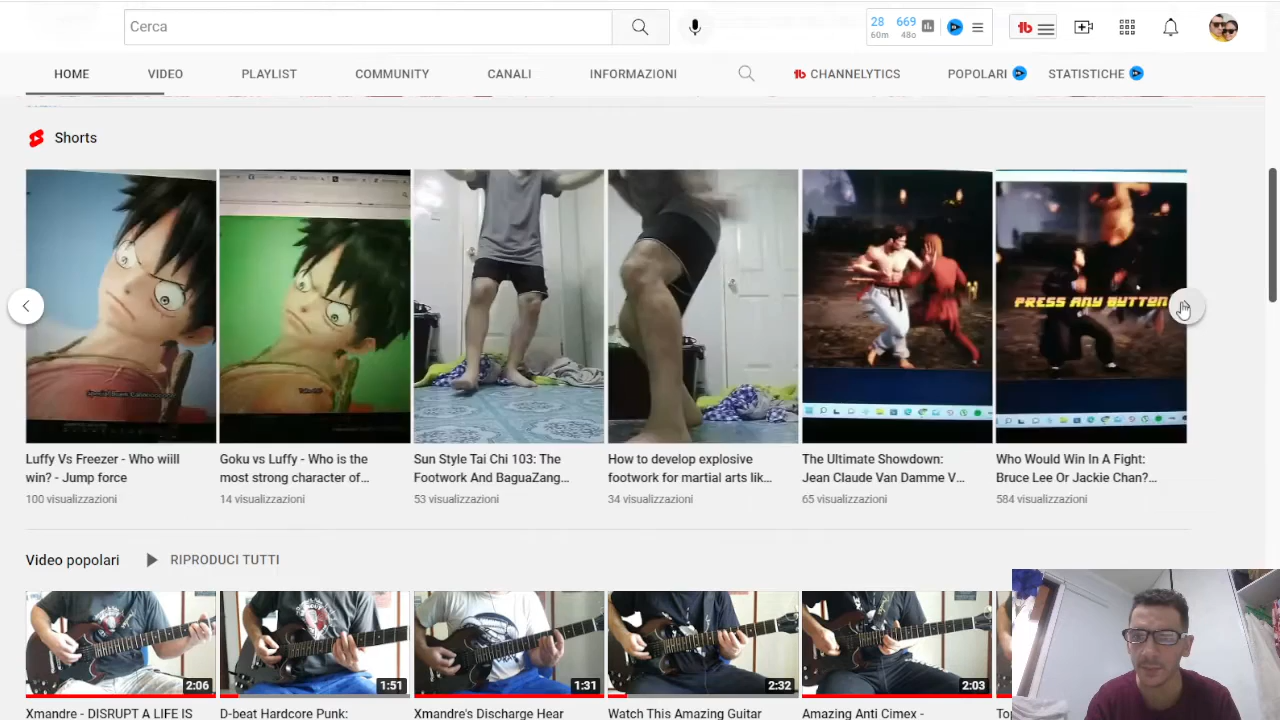 Cerca
28 669
60m 48o
HOME VIDEO PLAYLIST COMMUNITY CANALI INFORMAZIONI CHANNELYTICS POPOLARI STATISTICHE
Shorts
PRESS ANY BUTTON
Luffy Vs Freezer - Who wiill
win? - Jump force
100 visualizzazioni
Goku vs Luffy - Who is the
most strong character of...
14 visualizzazioni
Sun Style Tai Chi 103: The
Footwork And BaguaZang...
53 visualizzazioni
How to develop explosive
footwork for martial arts lik...
34 visualizzazioni
The Ultimate Showdown:
Jean Claude Van Damme V...
65 visualizzazioni
Who Would Win In A Fight:
Bruce Lee Or Jackie Chan?...
584 visualizzazioni
Video popolari RIPRODUCI TUTTI
2:06
1:51
1:31
2:32
2:03
Xmandre - DISRUPT A LIFE IS
D-beat Hardcore Punk:
Xmandre's Discharge Hear
Watch This Amazing Guitar
Amazing Anti Cimex -